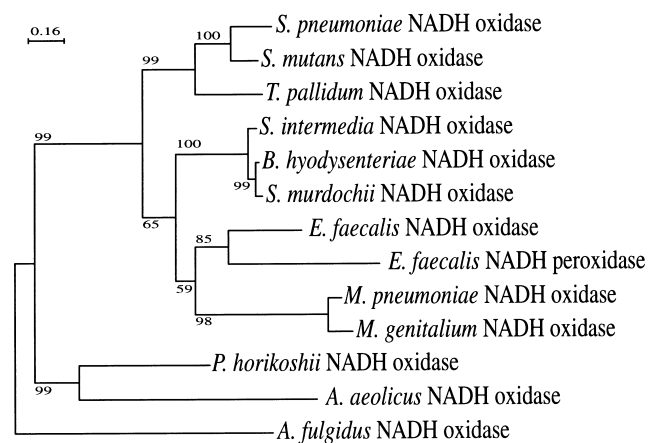 S. pneumoniae NADH oxidase
0.16
100
S. mutans NADH oxidase
99
T. pallidum NADH oxidase
S. intermedia NADH oxidase
99
100
B. hyodysenteriae NADH oxidase
99
S. murdochii NADH oxidase
65
E. faecalis NADH oxidase
85
E. faecalis NADH peroxidase
59
M. pneumoniae NADH oxidase
98
M. genitalium NADH oxidase
P. horikoshii NADH oxidase
99
A. aeolicus NADH oxidase
A. fulgidus NADH oxidase